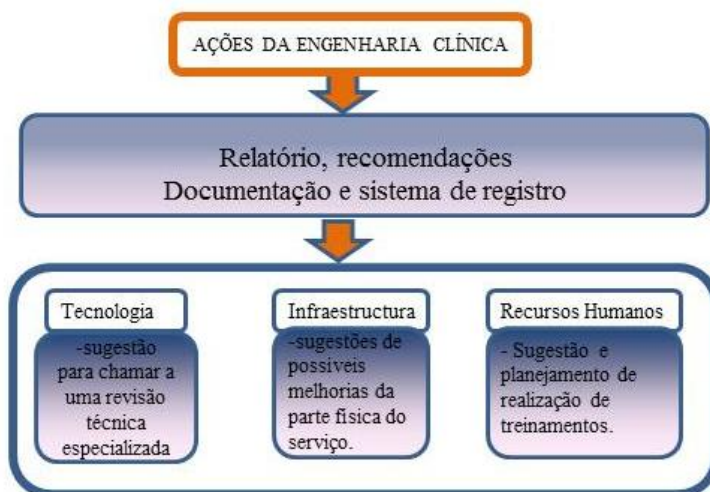 AÇÕES DA ENGENHARIA CLÍNICA
Relatório, recomendações
Documentação e sistema de registro
Tecnologia
-sugestão
para chamar a
uma revisão
técnica
especializada
Infraestructura
-sugestões de
possíveis
melhorias da
parte física do
serviço.
Recursos Humanos
- Sugestão e
planejamento de
realização de
treinamentos.